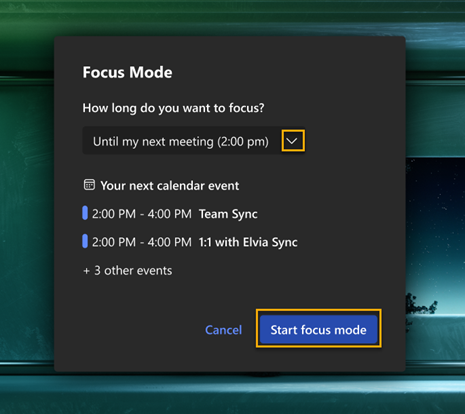 Focus Mode
How long do you want to focus?
Until my next meeting (2:00 pm)
Your next calendar event
2:00 PM - 4:00 PM Team Sync
2:00 PM - 4:00 PM 1:1 with Elvia Sync
+ 3 other events
Cancel Start focus mode